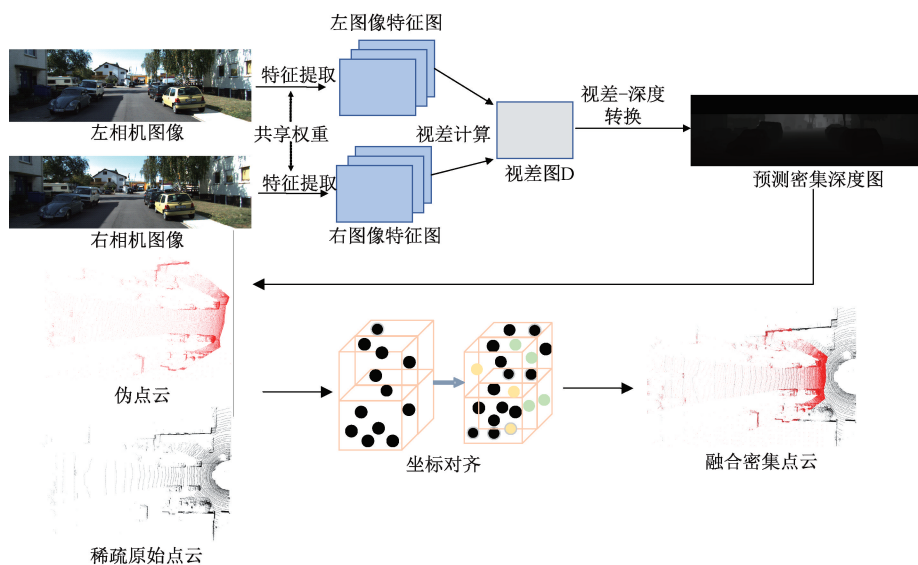 左图像特征图
特征提取
左相机图像
共享权重
视差计算
视差-深度
转换
特征提取
视差图D
预测密集深度图
右相机图像
右图像特征图
伪点云
坐标对齐
融合密集点云
稀疏原始点云